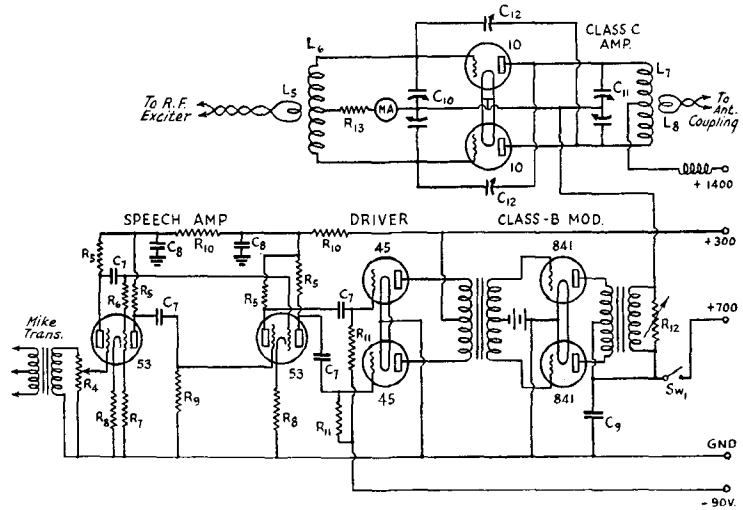 C12
CLASS C
AMP.
L6
10
L7
L5
To R.F.
Exciter
MA
C10
C11
R13
To
Ant.
Coupling
L8
10
C12
+1400
SPEECH AMP
DRIVER
CLASS-B MOD.
C8
R10
C8
R10
45
841
+300
R5
C7
R6
R5
C7
R5
R5
C7
+700
Mike
Trans.
R11
R12
53
53
C7
R4
45
841
Sw1
R8
R7
R9
R8
R11
C9
GND
-90V.